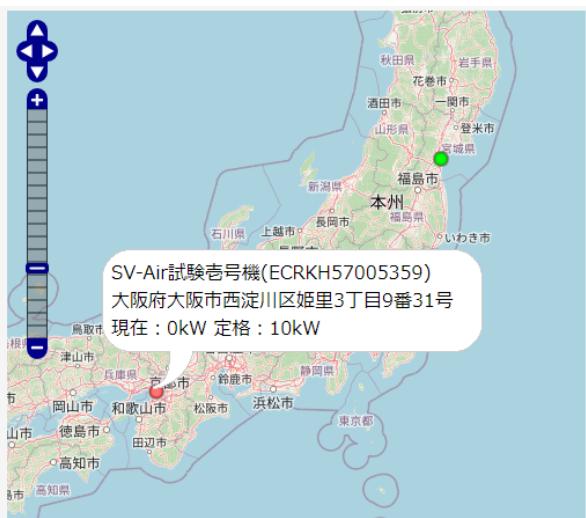 秋田県
岩手県
花巻市
酒田市
一関市
山形県
登米市
宮城県
新潟県
福島市
本州
福島県
長岡市
石川県
上越市
いわき市
SV-Air試験壱号機(ECRKH57005359)
大阪府大阪市西淀川区姫里3丁目9番31号
現在：0kW 定格：10kW
鳥取市
津山市
兵庫県
京都市
鈴鹿市
静岡県
岡山市
和歌山市
松阪市
浜松市
東京都
徳島市
田辺市
高知市
高知県